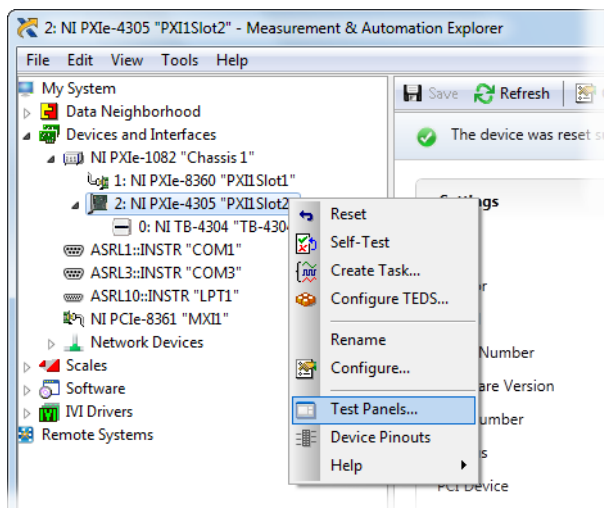 2: NI PXIe-4305 "PXI1Slot2" - Measurement & Automation Explorer
File Edit View Tools Help
My System
Data Neighborhood
Devices and Interfaces
NI PXIe-1082 "Chassis 1"
1: NI PXIe-8360 "PXI1Slot1"
2: NI PXIe-4305 "PXI1Slot2
0: NI TB-4304 "TB-4304
ASRL1::INSTR "COM1"
ASRL3::INSTR "COM3"
ASRL10::INSTR "LPT1"
NI PCIe-8361 "MXI1"
Network Devices
Scales
Software
IVI Drivers
Remote Systems
Reset
Self-Test
Create Task...
Configure TEDS...
Rename
Configure...
Test Panels...
Device Pinouts
Help
Save Refresh
The device was reset s
Number
are Version
umber
PCI Device